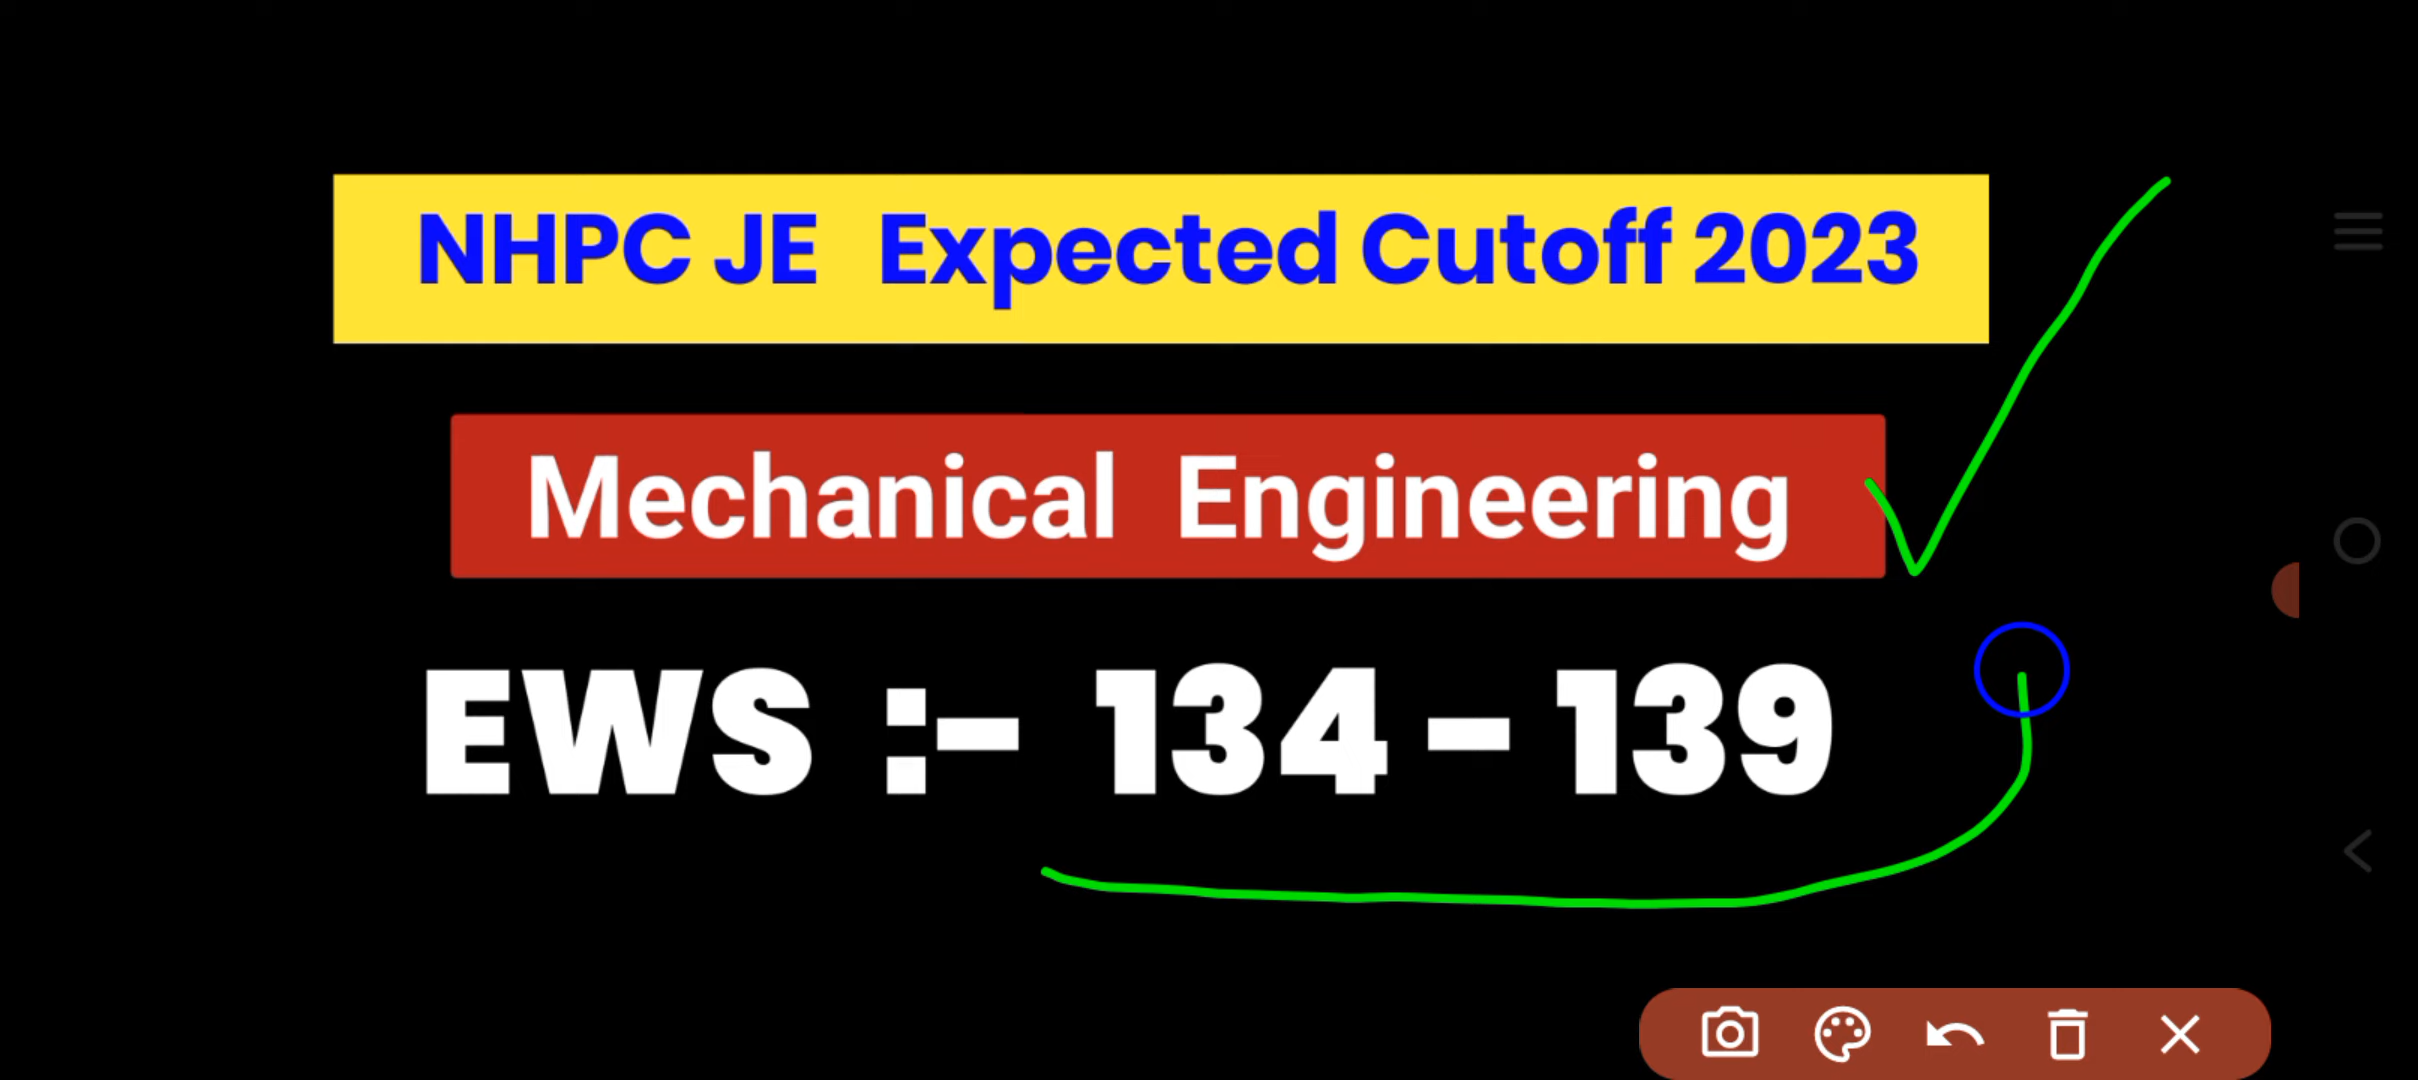 NHPC JE Expected Cutoff 2023
Mechanical Engineering
EWS :- 134 - 139